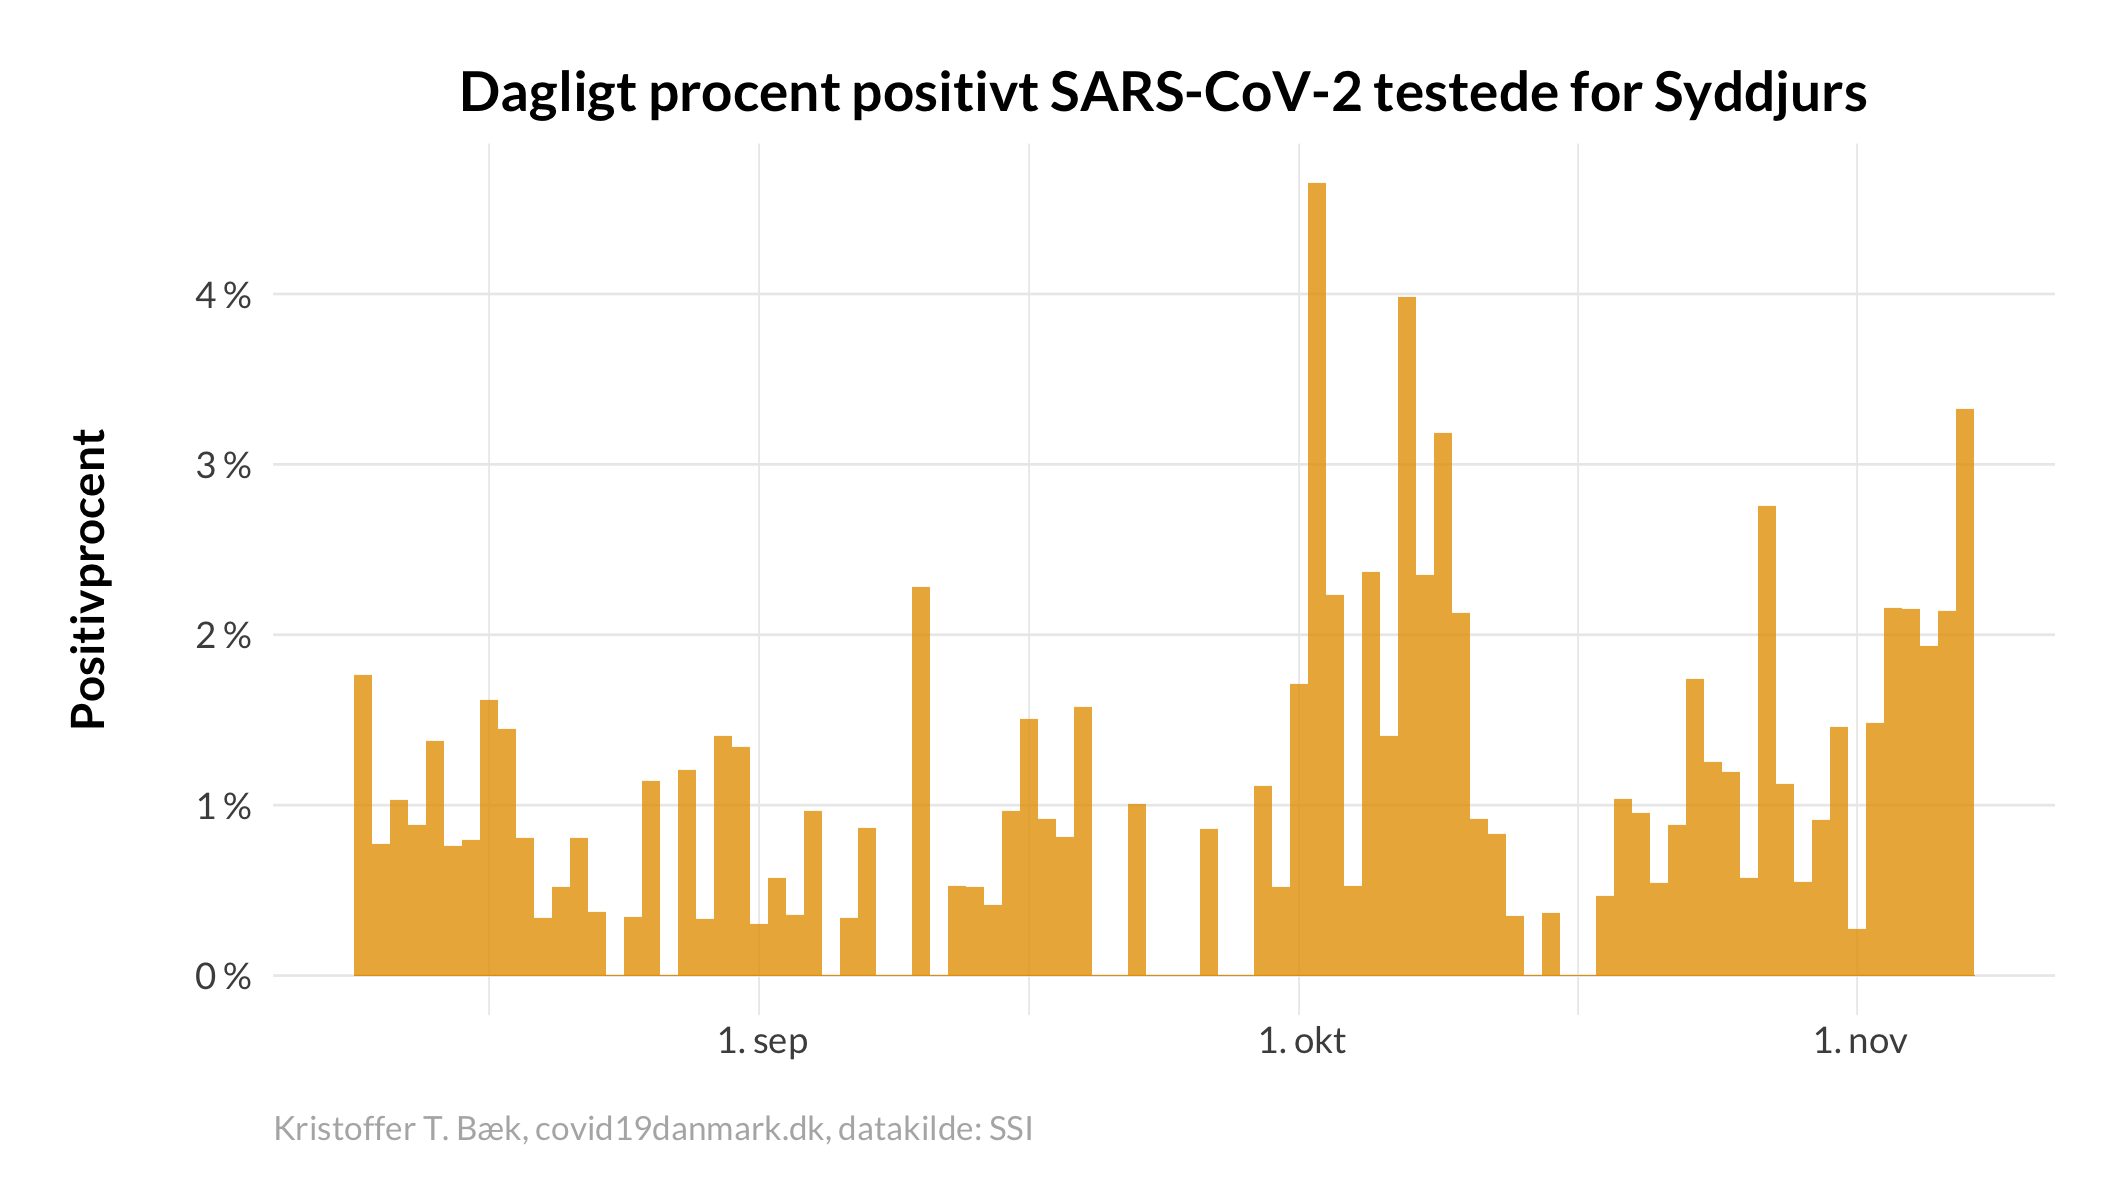 Dagligt procent positivt SARS-CoV-2 testede for Syddjurs
Positivprocent
4 %
3 %
2 %
1 %
0 %
1. sep
1. okt
1. nov
Kristoffer T. Bæk, covid19danmark.dk, datakilde: SSI